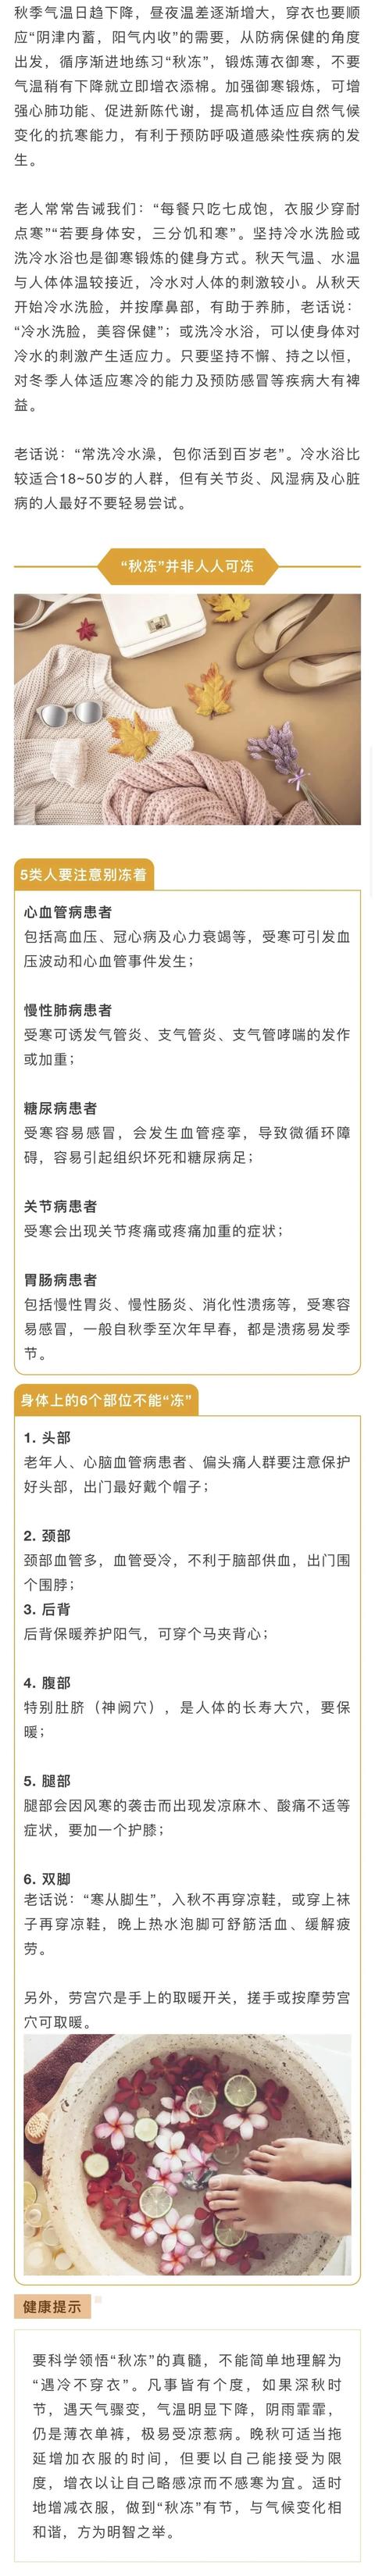 秋季气温日趋下降，昼夜温差逐渐增大，穿衣也要顺
应“阴津内蓄，阳气内收”的需要，从防病保健的角度
出发，循序渐进地练习“秋冻”，锻炼薄衣御寒，不要
气温稍有下降就立即增衣添棉。加强御寒锻炼，可增
强心肺功能、促进新陈代谢，提高机体适应自然气候
变化的抗寒能力，有利于预防呼吸道感染性疾病的发
生。
老人常常告诫我们：“每餐只吃七成饱，衣服少穿耐
点寒”“若要身体安，三分饥和寒”。坚持冷水洗脸或
洗冷水浴也是御寒锻炼的健身方式。秋天气温、水温
与人体体温较接近，冷水对人体的刺激较小。从秋天
开始冷水洗脸，并按摩鼻部，有助于养肺，老话说：
“冷水洗脸，美容保健”；或洗冷水浴，可以使身体对
冷水的刺激产生适应力。只要坚持不懈、持之以恒，
对冬季人体适应寒冷的能力及预防感冒等疾病大有裨
益。
老话说：“常洗冷水澡，包你活到百岁老”。冷水浴比
较适合18~50岁的人群，但有关节炎、风湿病及心脏
病的人最好不要轻易尝试。
“秋冻”并非人人可冻
5类人要注意别冻着
心血管病患者
包括高血压、冠心病及心力衰竭等，受寒可引发血
压波动和心血管事件发生；
慢性肺病患者
受寒可诱发气管炎、支气管炎、支气管哮喘的发作
或加重；
糖尿病患者
受寒容易感冒，会发生血管痉挛，导致微循环障
碍，容易引起组织坏死和糖尿病足；
关节病患者
受寒会出现关节疼痛或疼痛加重的症状；
胃肠病患者
包括慢性胃炎、慢性肠炎、消化性溃疡等，受寒容
易感冒，一般自秋季至次年早春，都是溃疡易发季
节。
身体上的6个部位不能“冻”
1. 头部
老年人、心脑血管病患者、偏头痛人群要注意保护
好头部，出门最好戴个帽子；
2. 颈部
颈部血管多，血管受冷，不利于脑部供血，出门围
个围脖；
3. 后背
后背保暖养护阳气，可穿个马夹背心；
4. 腹部
特别肚脐（神阙穴），是人体的长寿大穴，要保
暖；
5. 腿部
腿部会因风寒的袭击而出现发凉麻木、酸痛不适等
症状，要加一个护膝；
6. 双脚
老话说：“寒从脚生”，入秋不再穿凉鞋，或穿上袜
子再穿凉鞋，晚上热水泡脚可舒筋活血、缓解疲
劳。
另外，劳宫穴是手上的取暖开关，搓手或按摩劳宫
穴可取暖。
健康提示
要科学领悟“秋冻”的真髓，不能简单地理解为
“遇冷不穿衣”。凡事皆有个度，如果深秋时
节，遇天气骤变，气温明显下降，阴雨霏霏，
仍是薄衣单裤，极易受凉惹病。晚秋可适当拖
延增加衣服的时间，但要以自己能接受为限
度，增衣以让自己略感凉而不感寒为宜。适时
地增减衣服，做到“秋冻”有节，与气候变化相
和谐，方为明智之举。